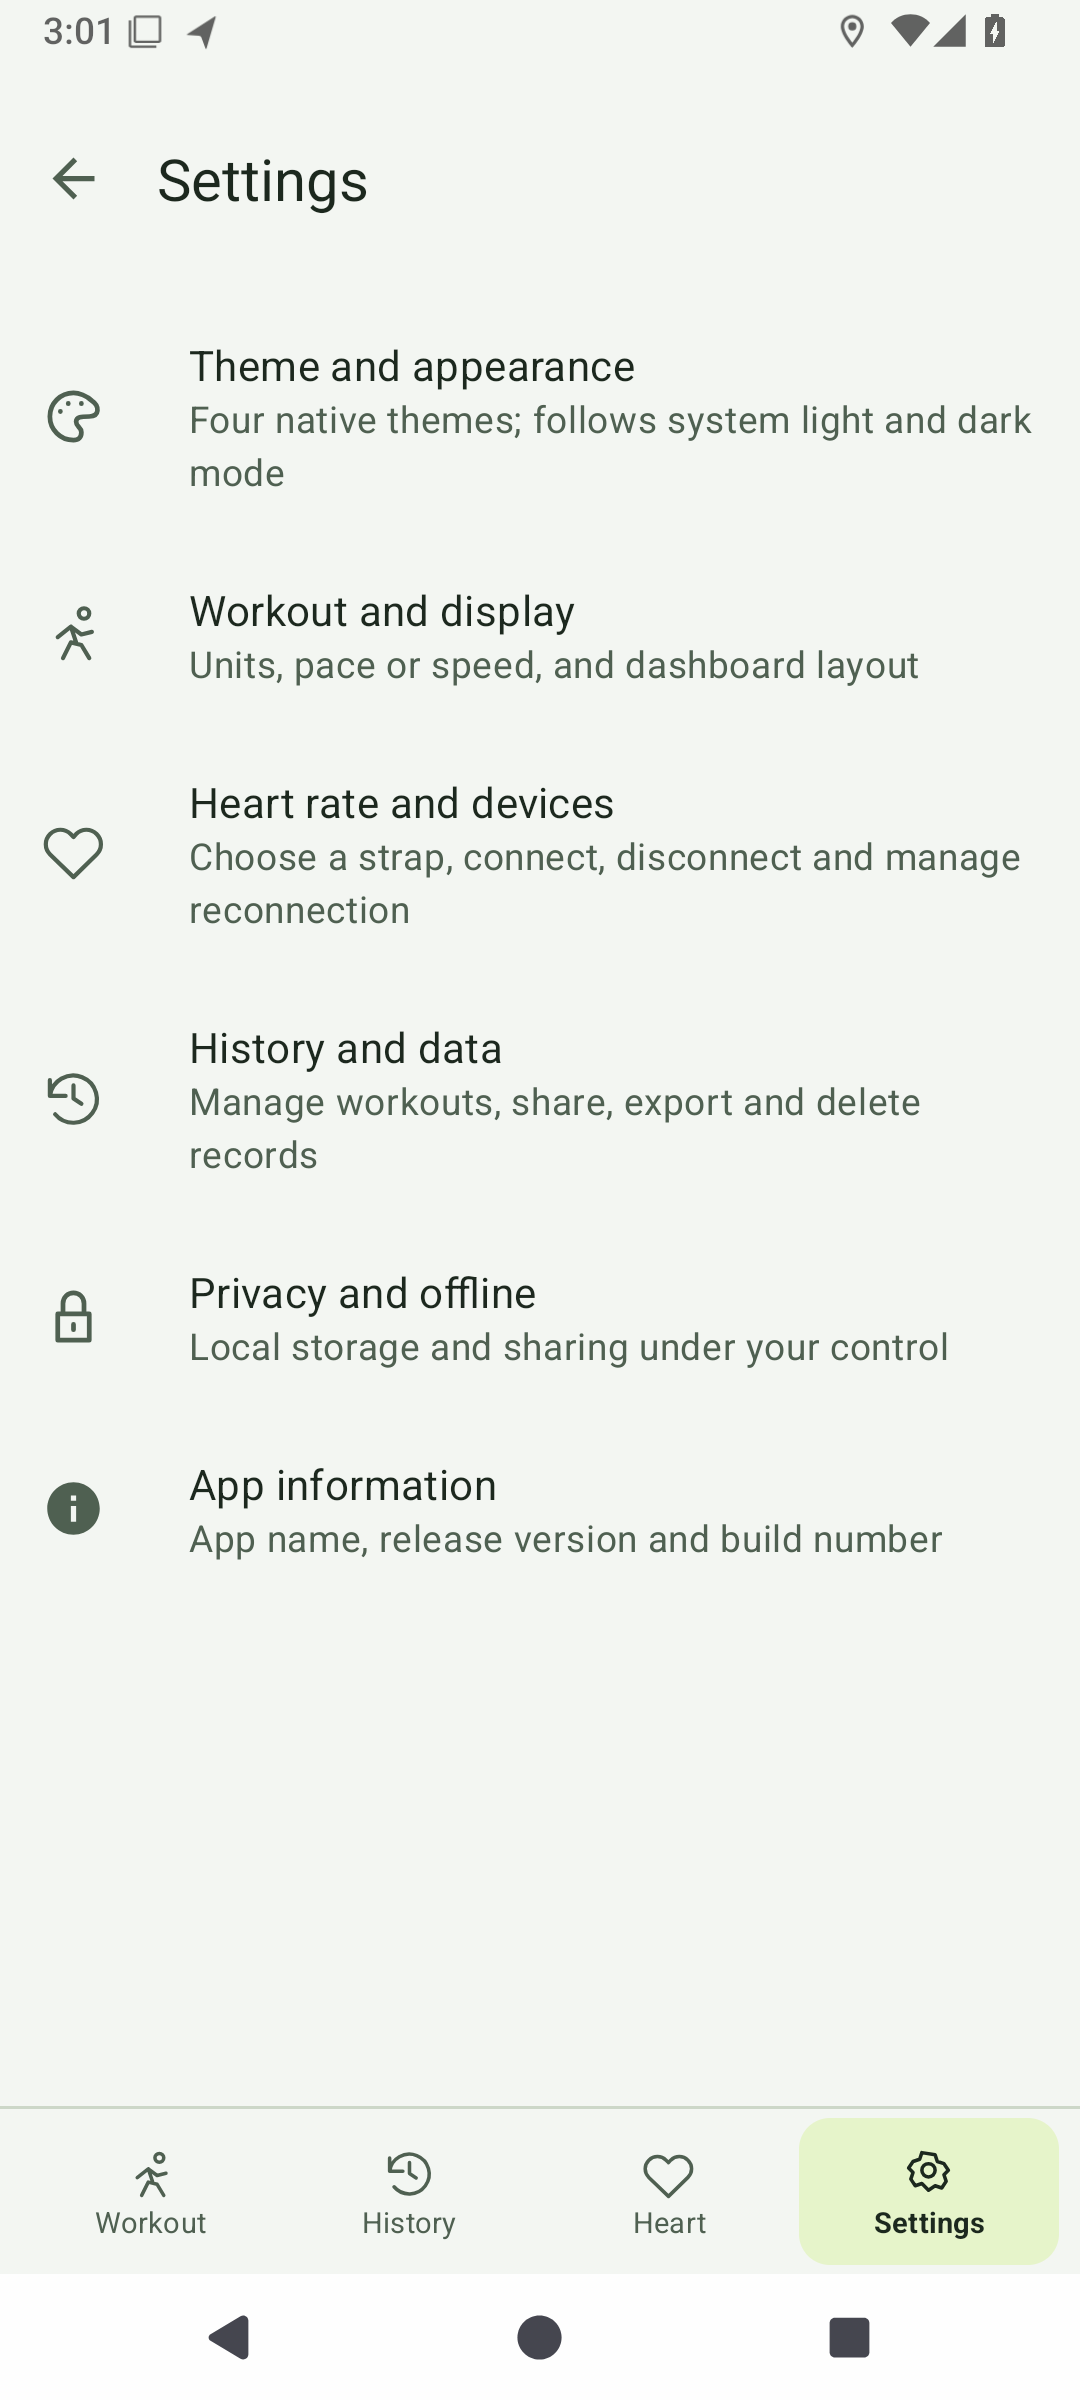 3:01
Settings
Theme and appearance
Four native themes; follows system light and dark
mode
Workout and display
Units, pace or speed, and dashboard layout
Heart rate and devices
Choose a strap, connect, disconnect and manage
reconnection
History and data
Manage workouts, share, export and delete
records
Privacy and offline
Local storage and sharing under your control
App information
App name, release version and build number
Workout
History
Heart
Settings